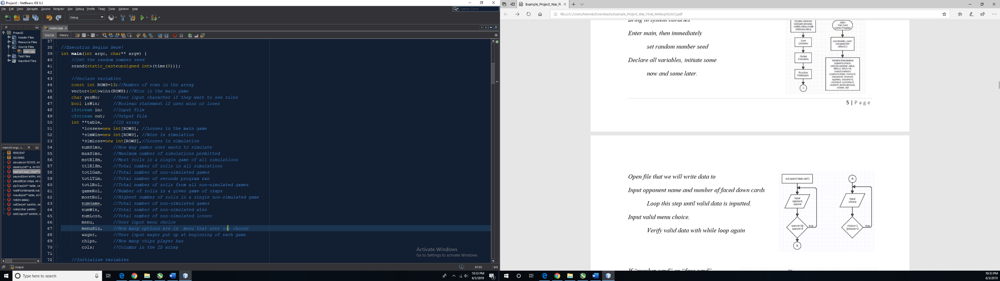 Project2 - NetBeans IDE 8.2
File Edit View Navigate Source Refactor Run Debug Profile Team Tools Window Help
Search (Ctrl+I)
Debug
Project2
Header Files
Resource Files
Source Files
main.cpp
Test Files
Important Files
main(int argc, c...
PERCENT
SECMINS
alocate(int ROWS, int
destroy(int** a, int RO
main(int argc, char** a
payout(bool isWin, int
placeBt(int chips, int
plyCrap(int** table, ve
resltFi(ofstream& out,
results(int** table, int
roll(int sides)
rsltSim(int* simWin, int
rules(char yesNo)
simCrap(int* simWin, i
main.cpp
Source History
37
38 //Execution Begins Here!
39 int main(int argc, char** argv) {
40 //Set the random number seed
41 srand(static_cast<unsigned int>(time(0)));
42
43 //Declare variables
44 const int ROWS=13;//Number of rows in the array
45 vector<int>wins(ROWS);//Wins in the main game
46 char yesNo; //User input character if they want to see rules
47 bool isWin; //Boolean statement if user wins or loses
48 ifstream in; //Input File
49 ofstream out; //Output File
50 int **table, //2D array
51 *losses=new int[ROWS], //Losses in the main game
52 *simWin=new int[ROWS], //Wins in simulation
53 *simLoss=new int[ROWS],//Losses in simulation
54 numSims, //How may games user wants to simulate
55 maxSims, //Maximum number of simulations permitted
56 mstRlSm, //Most rolls in a single game of all simulations
57 ttlRlSm, //Total number of rolls in all simulations
58 totlGam, //Total number of non-simulated games
59 totlTim, //Total number of seconds program ran
60 totlRol, //Total number of rolls from all non-simulated games
61 gameRol, //Number of rolls in a given game of craps
62 mostRol, //Highest number of rolls in a single non-simulated game
63 numGame, //Total number of non-simulated games
64 numWin, //Total number of non-simulated wins
65 numLoss, //Total number of non-simulated losses
66 menu, //User input menu choice
67 menuSiz, //How many options are in  menu that user can choose
68 wager, //User input wager put up at beginning of each game
69 chips, //How many chips player has
70 cols; //Columns in the 2D array
71
72 //Initialize variables
Activate Windows
Go to Settings to activate Windows.
Output
67:65 INS
Type here to search
10:33 PM
6/3/2019
Example_Project_War_Fi
file:///C:/Users/Marrek/Downloads/Example_Project_War_Final_Writeup%20(1).pdf
Bring in system libraries
Enter main, then immediately
set random number seed
Declare all variables, initiate some
now and some later.
System Libraries
iostream,iomanip,
cstdlib,ctime,cmath
ofstream,string
User
Libraries
Global
Constants
Function
Prototypes
A
main
War Card
Game Program
srand(static_cast<
unsigned int>
(time(0)))
Variable Declaration
oppnent,choice,
cchoice,number, value,
MIN=2, MAX=14,
score=0, pwins,plosses,
winner, out
5 | Page
Open file that we will write data to
Input opponent name and number of faced down cards
Loop this step until valid data is inputted.
Input valid menu choice.
Verify valid data with while loop again
out.open("stats.dat")
Input
oppnent,
warcnt
warcnt<2||
warcnt>4
true
B
B
Input
choice
choice<1
||choice>3
true
If "number card" or "face card"
10:33 PM
6/3/2019